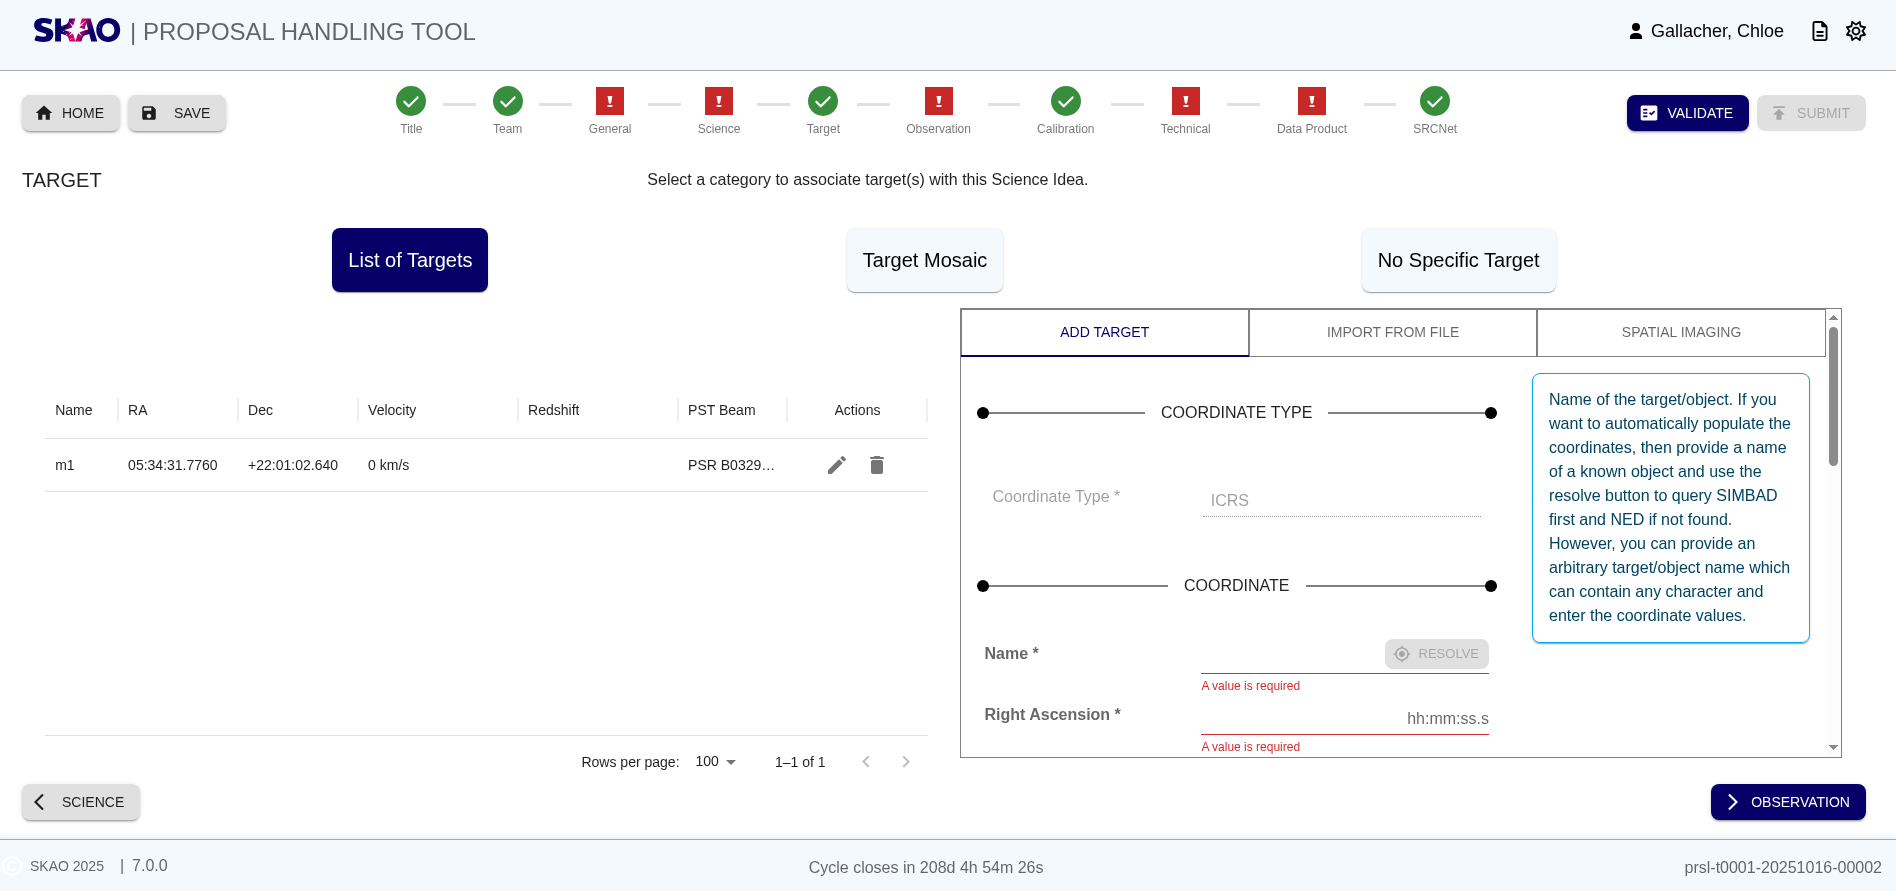 SKAO | PROPOSAL HANDLING TOOL
Gallacher, Chloe
HOME
SAVE
Title
Team
General
Science
Target
Observation
Calibration
Technical
Data Product
SRCNet
VALIDATE
SUBMIT
TARGET
Select a category to associate target(s) with this Science Idea.
List of Targets
Target Mosaic
No Specific Target
Name RA Dec Velocity Redshift PST Beam Actions
m1 05:34:31.7760 +22:01:02.640 0 km/s PSR B0329…
Rows per page: 100 1–1 of 1
ADD TARGET
IMPORT FROM FILE
SPATIAL IMAGING
COORDINATE TYPE
Coordinate Type * ICRS
COORDINATE
Name * RESOLVE
A value is required
Right Ascension * hh:mm:ss.s
A value is required
Name of the target/object. If you
want to automatically populate the
coordinates, then provide a name
of a known object and use the
resolve button to query SIMBAD
first and NED if not found.
However, you can provide an
arbitrary target/object name which
can contain any character and
enter the coordinate values.
SCIENCE
OBSERVATION
© SKAO 2025 | 7.0.0
Cycle closes in 208d 4h 54m 26s
prsl-t0001-20251016-00002